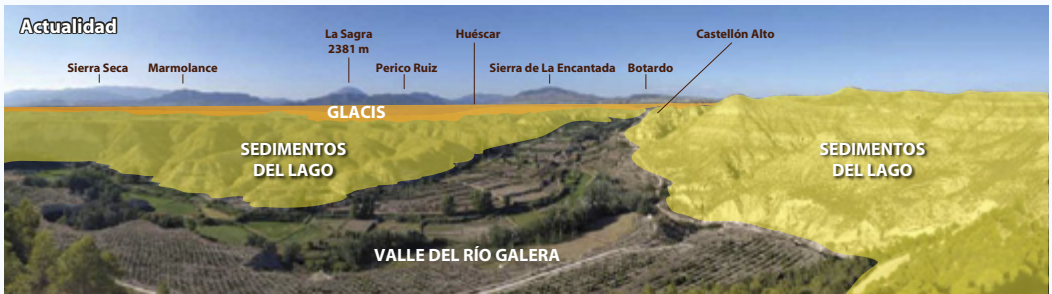 Actualidad
La Sagra
2381 m
Huéscar
Castellón Alto
Sierra Seca
Marmolance
Perico Ruiz
Sierra de La Encantada
Botardo
GLACIS
SEDIMENTOS
DEL LAGO
SEDIMENTOS
DEL LAGO
VALLE DEL RÍO GALERA